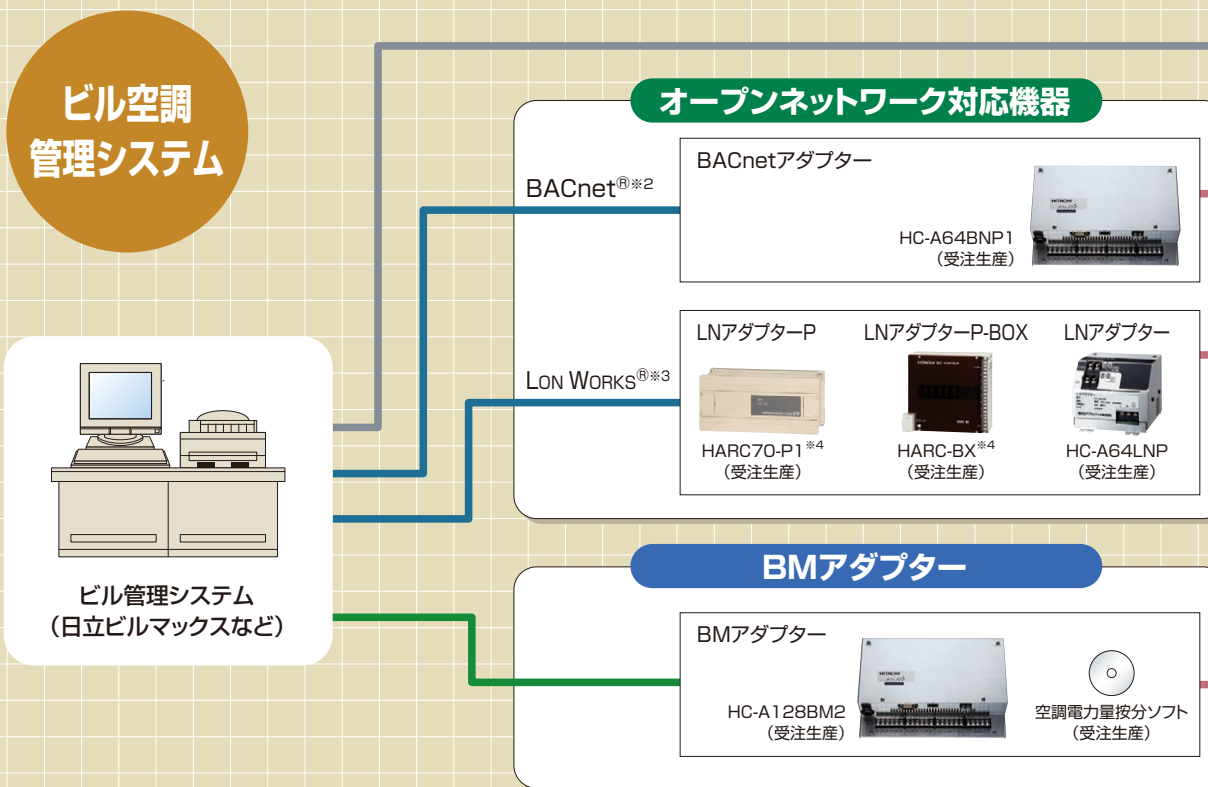 ビル空調
管理システム
オープンネットワーク対応機器
BACnetアダプター
BACnet®※2
HITACHI
HC-A64BNP1
(受注生産)
LNアダプターP
LNアダプターP-BOX
LNアダプター
LON WORKS®※3
HARC70-P1※4
(受注生産)
HARC-BX※4
(受注生産)
HC-A64LNP
(受注生産)
BMアダプター
ビル管理システム
(日立ビルマックスなど)
BMアダプター
HITACHI
HC-A128BM2
(受注生産)
空調電力量按分ソフト
(受注生産)